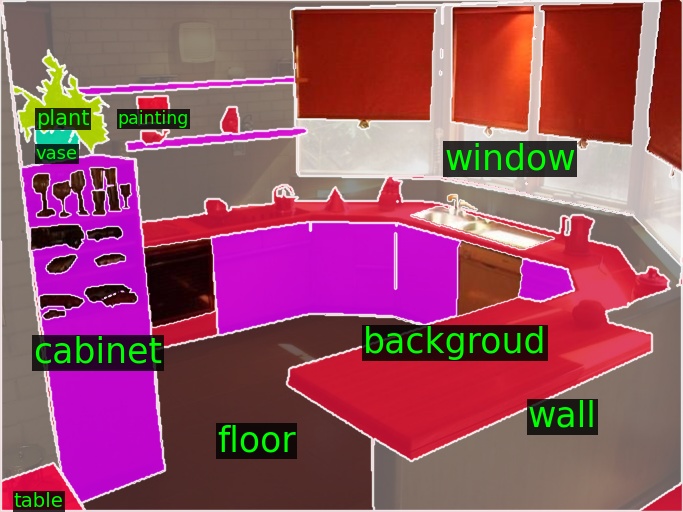 plant
painting
vase
window
cabinet
backgroud
wall
floor
table